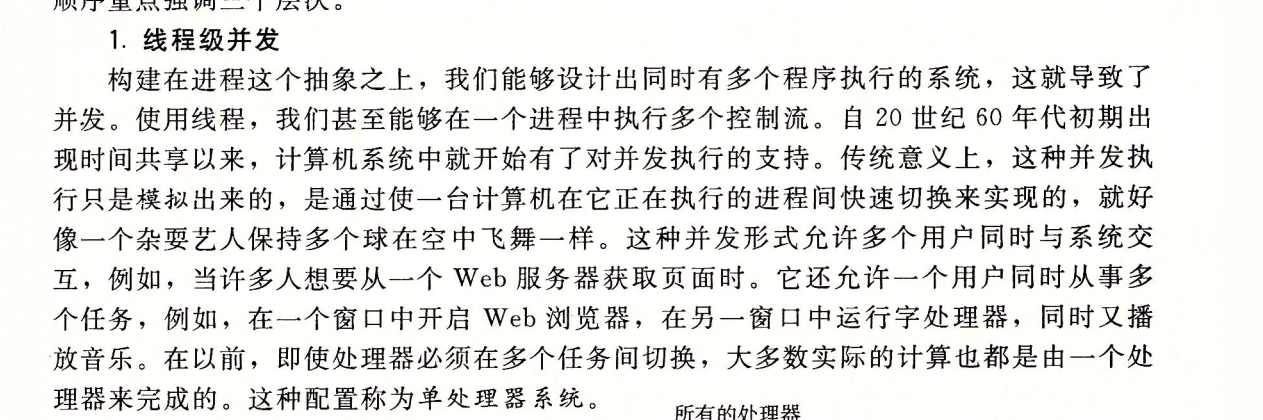 顺序重点强调三个层次。
1. 线程级并发
构建在进程这个抽象之上，我们能够设计出同时有多个程序执行的系统，这就导致了
并发。使用线程，我们甚至能够在一个进程中执行多个控制流。自 20 世纪 60 年代初期出
现时间共享以来，计算机系统中就开始有了对并发执行的支持。传统意义上，这种并发执
行只是模拟出来的，是通过使一台计算机在它正在执行的进程间快速切换来实现的，就好
像一个杂耍艺人保持多个球在空中飞舞一样。这种并发形式允许多个用户同时与系统交
互，例如，当许多人想要从一个 Web 服务器获取页面时。它还允许一个用户同时从事多
个任务，例如，在一个窗口中开启 Web 浏览器，在另一窗口中运行字处理器，同时又播
放音乐。在以前，即使处理器必须在多个任务间切换，大多数实际的计算也都是由一个处
理器来完成的。这种配置称为单处理器系统。
所有的处理器